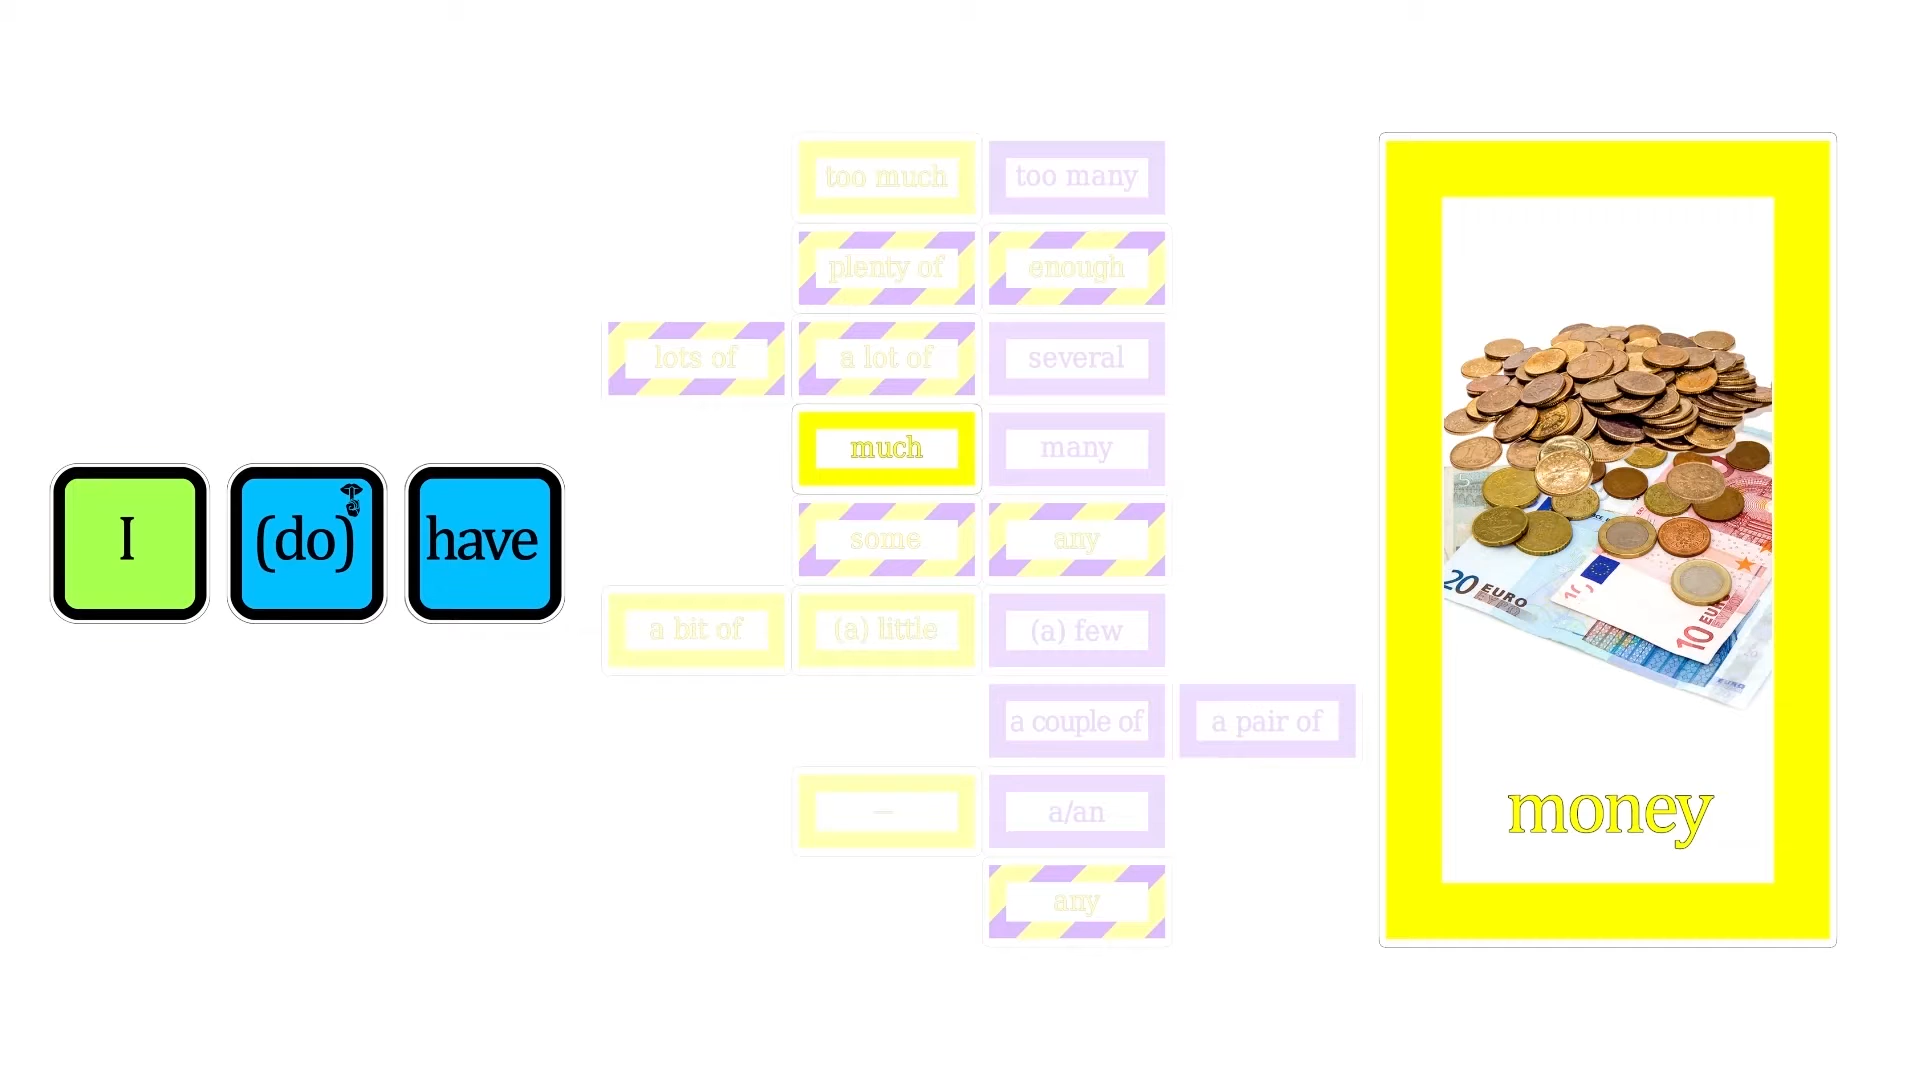 too much too many
plenty of enough
lots of a lot of several
much many
I (do) have
some any
a bit of (a) little (a) few
a couple of a pair of
— a/an
any
20 EURO
10 EURO
money